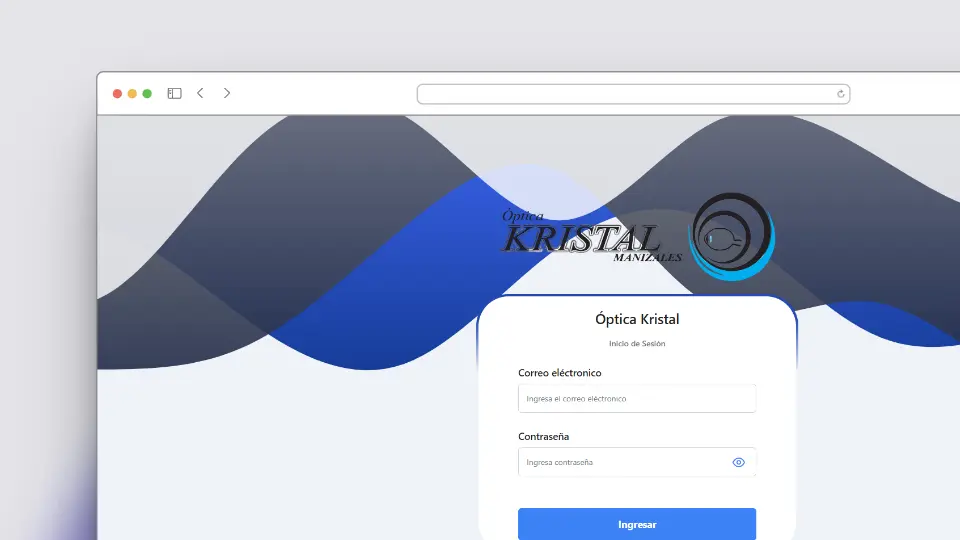 Óptica
KRISTAL
MANIZALES
Óptica Kristal
Inicio de Sesión
Correo eléctronico
Ingresa el correo eléctronico
Contraseña
Ingresa contraseña
Ingresar